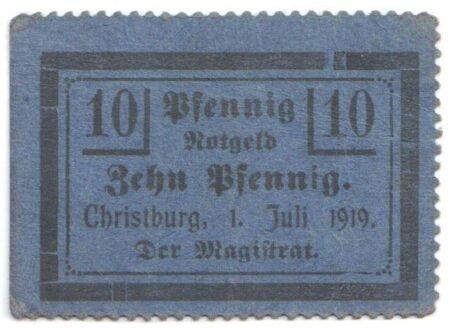 10 Pfennig 10
Notgeld
Zehn Pfennig.
Christburg, 1. Juli 1919.
Der Magistrat.